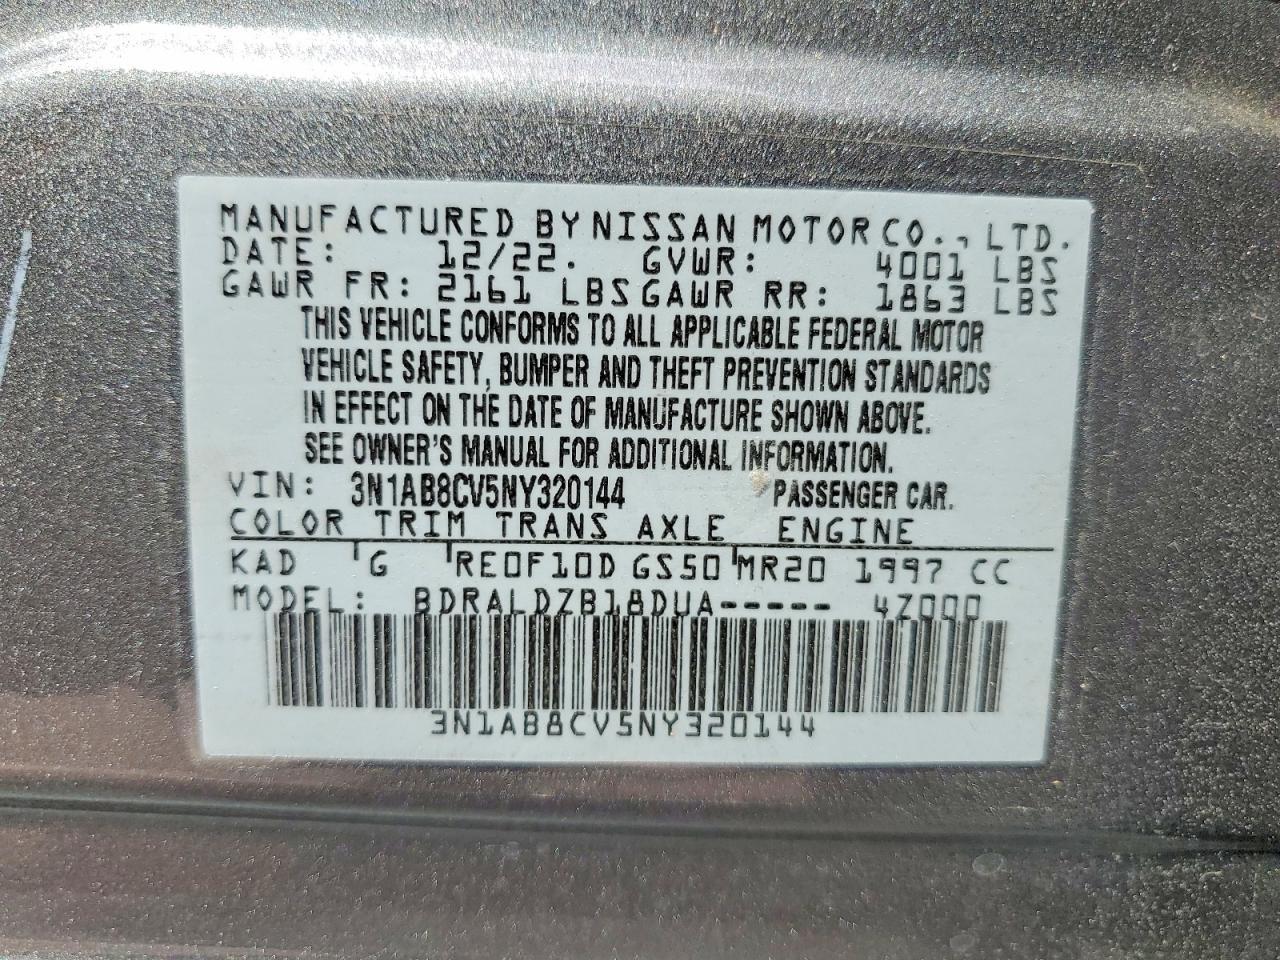 MANUFACTURED BY NISSAN MOTOR CO., LTD.
DATE: 12/22. GVWR: 4001 LBS
GAWR FR: 2161 LBS GAWR RR: 1863 LBS
THIS VEHICLE CONFORMS TO ALL APPLICABLE FEDERAL MOTOR
VEHICLE SAFETY, BUMPER AND THEFT PREVENTION STANDARDS
IN EFFECT ON THE DATE OF MANUFACTURE SHOWN ABOVE.
SEE OWNER'S MANUAL FOR ADDITIONAL INFORMATION.
VIN: 3N1AB8CV5NY320144 PASSENGER CAR.
COLOR TRIM TRANS AXLE ENGINE
KAD G RE0F10D GS50 MR20 1997 CC
MODEL: BDRALDZB18DUA----- 4Z000
3N1AB8CV5NY320144